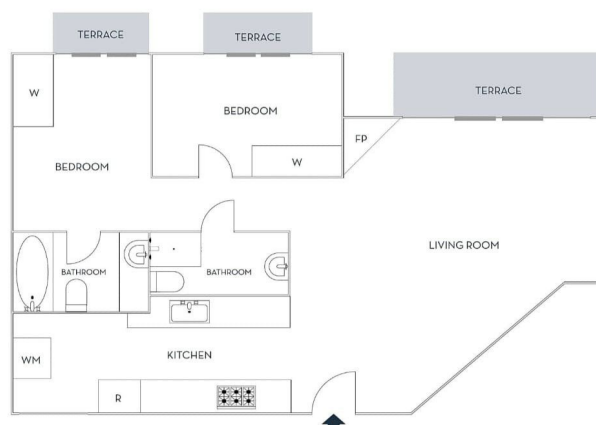 TERRACE
TERRACE
TERRACE
W
BEDROOM
FP
BEDROOM
W
LIVING ROOM
BATHROOM
BATHROOM
KITCHEN
WM
R